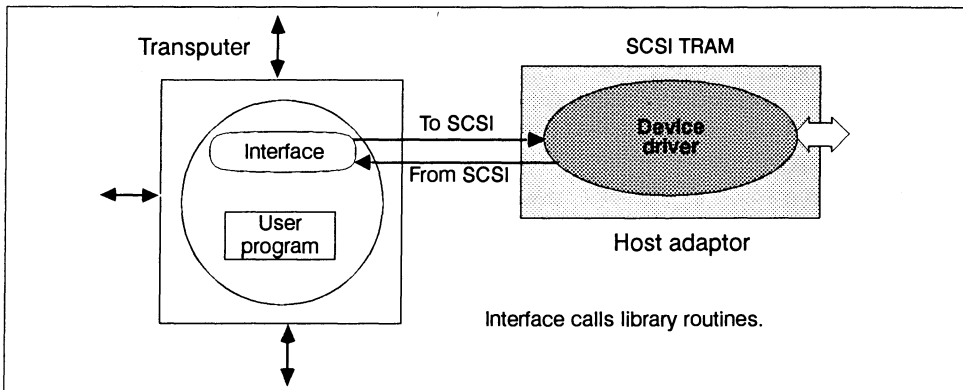 Transputer
SCSI TRAM
To SCSI
Interface
Device
driver
From SCSI
User
program
Host adaptor
Interface calls library routines.